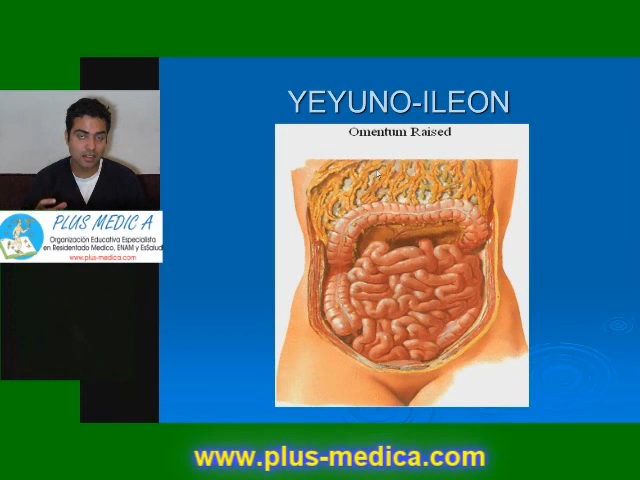 YEYUNO-ILEON
Omentum Raised
PLUS MEDIC A
Organización Educativa Especialista
en Residentado Medico, ENAM y EsSalud
www.plus-medica.com
www.plus-medica.com